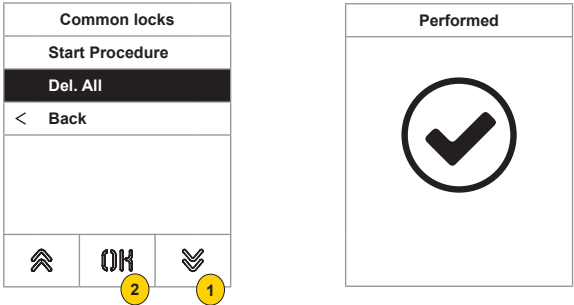 Common locks
Start Procedure
Del. All
< Back
OK
2
1
Performed